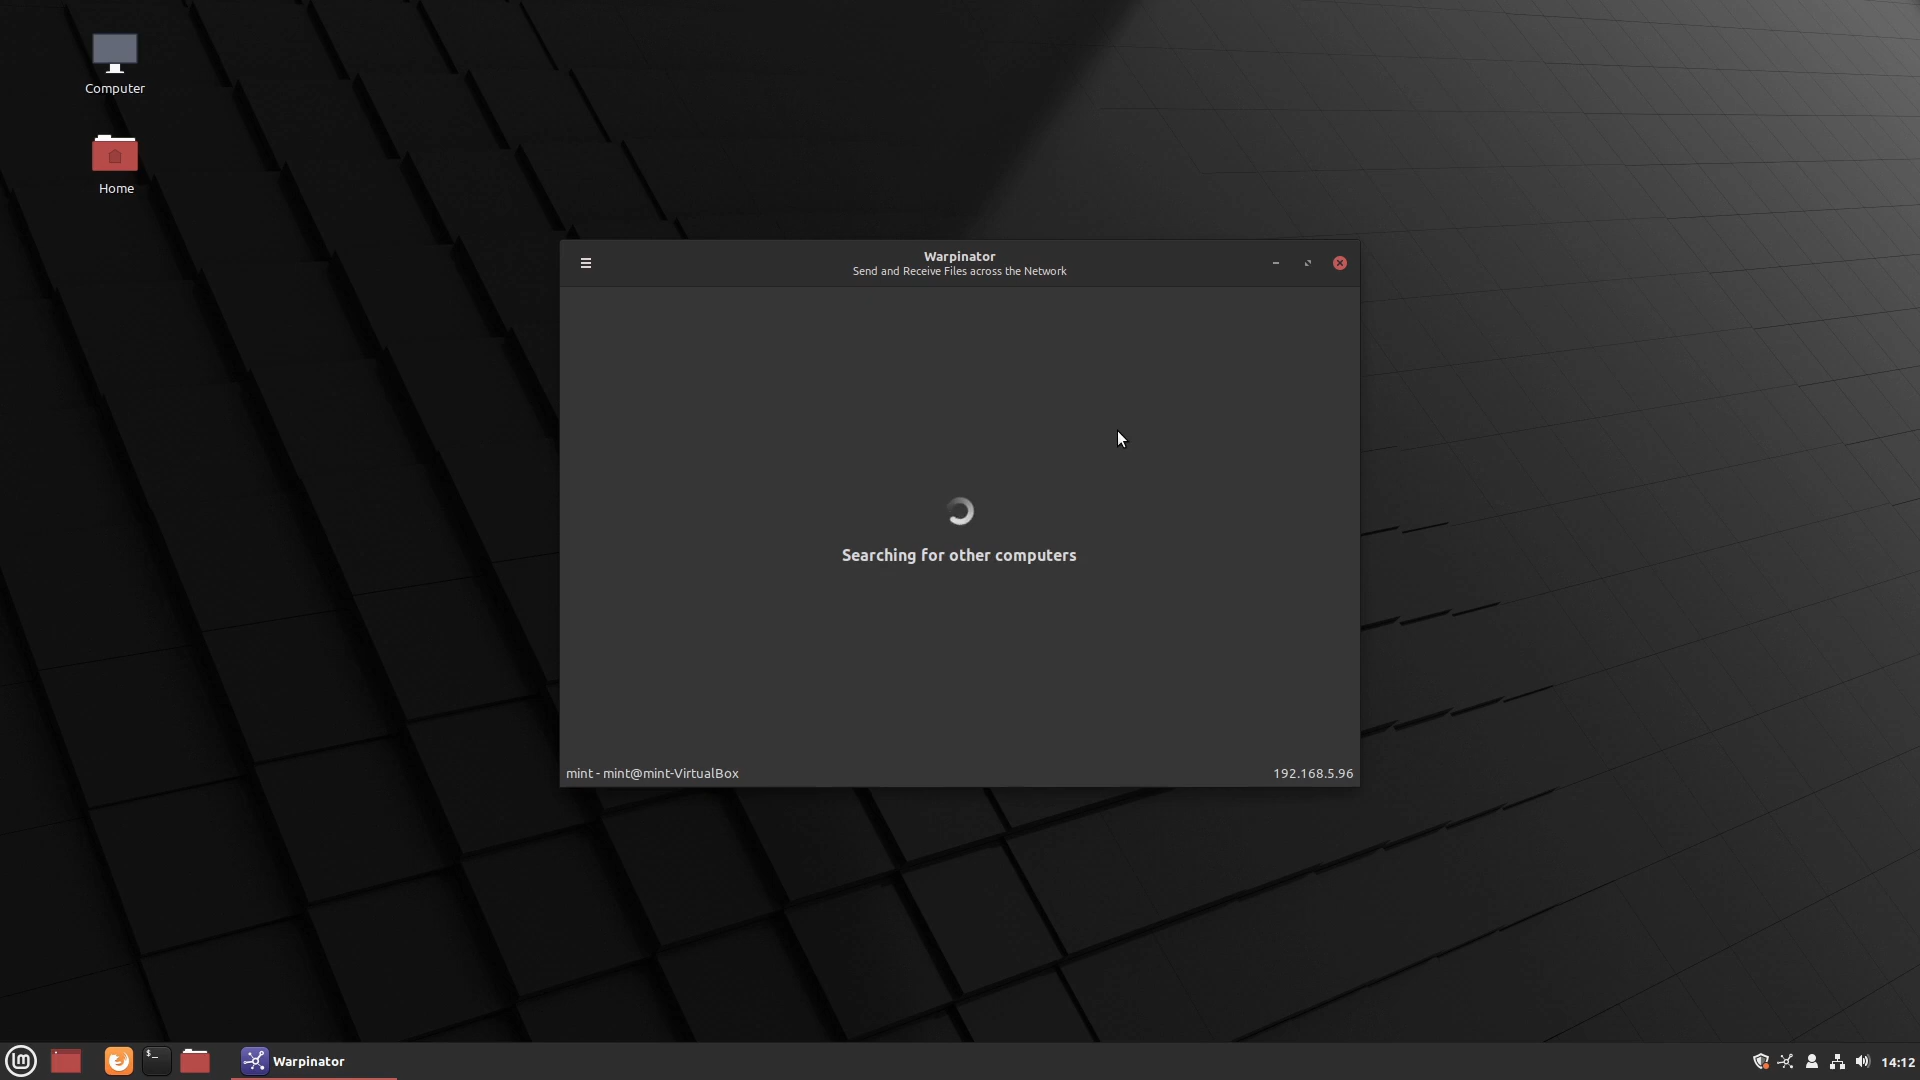 Computer
Home
Warpinator
Send and Receive Files across the Network
Searching for other computers
mint - mint@mint-VirtualBox
192.168.5.96
Warpinator
14:12